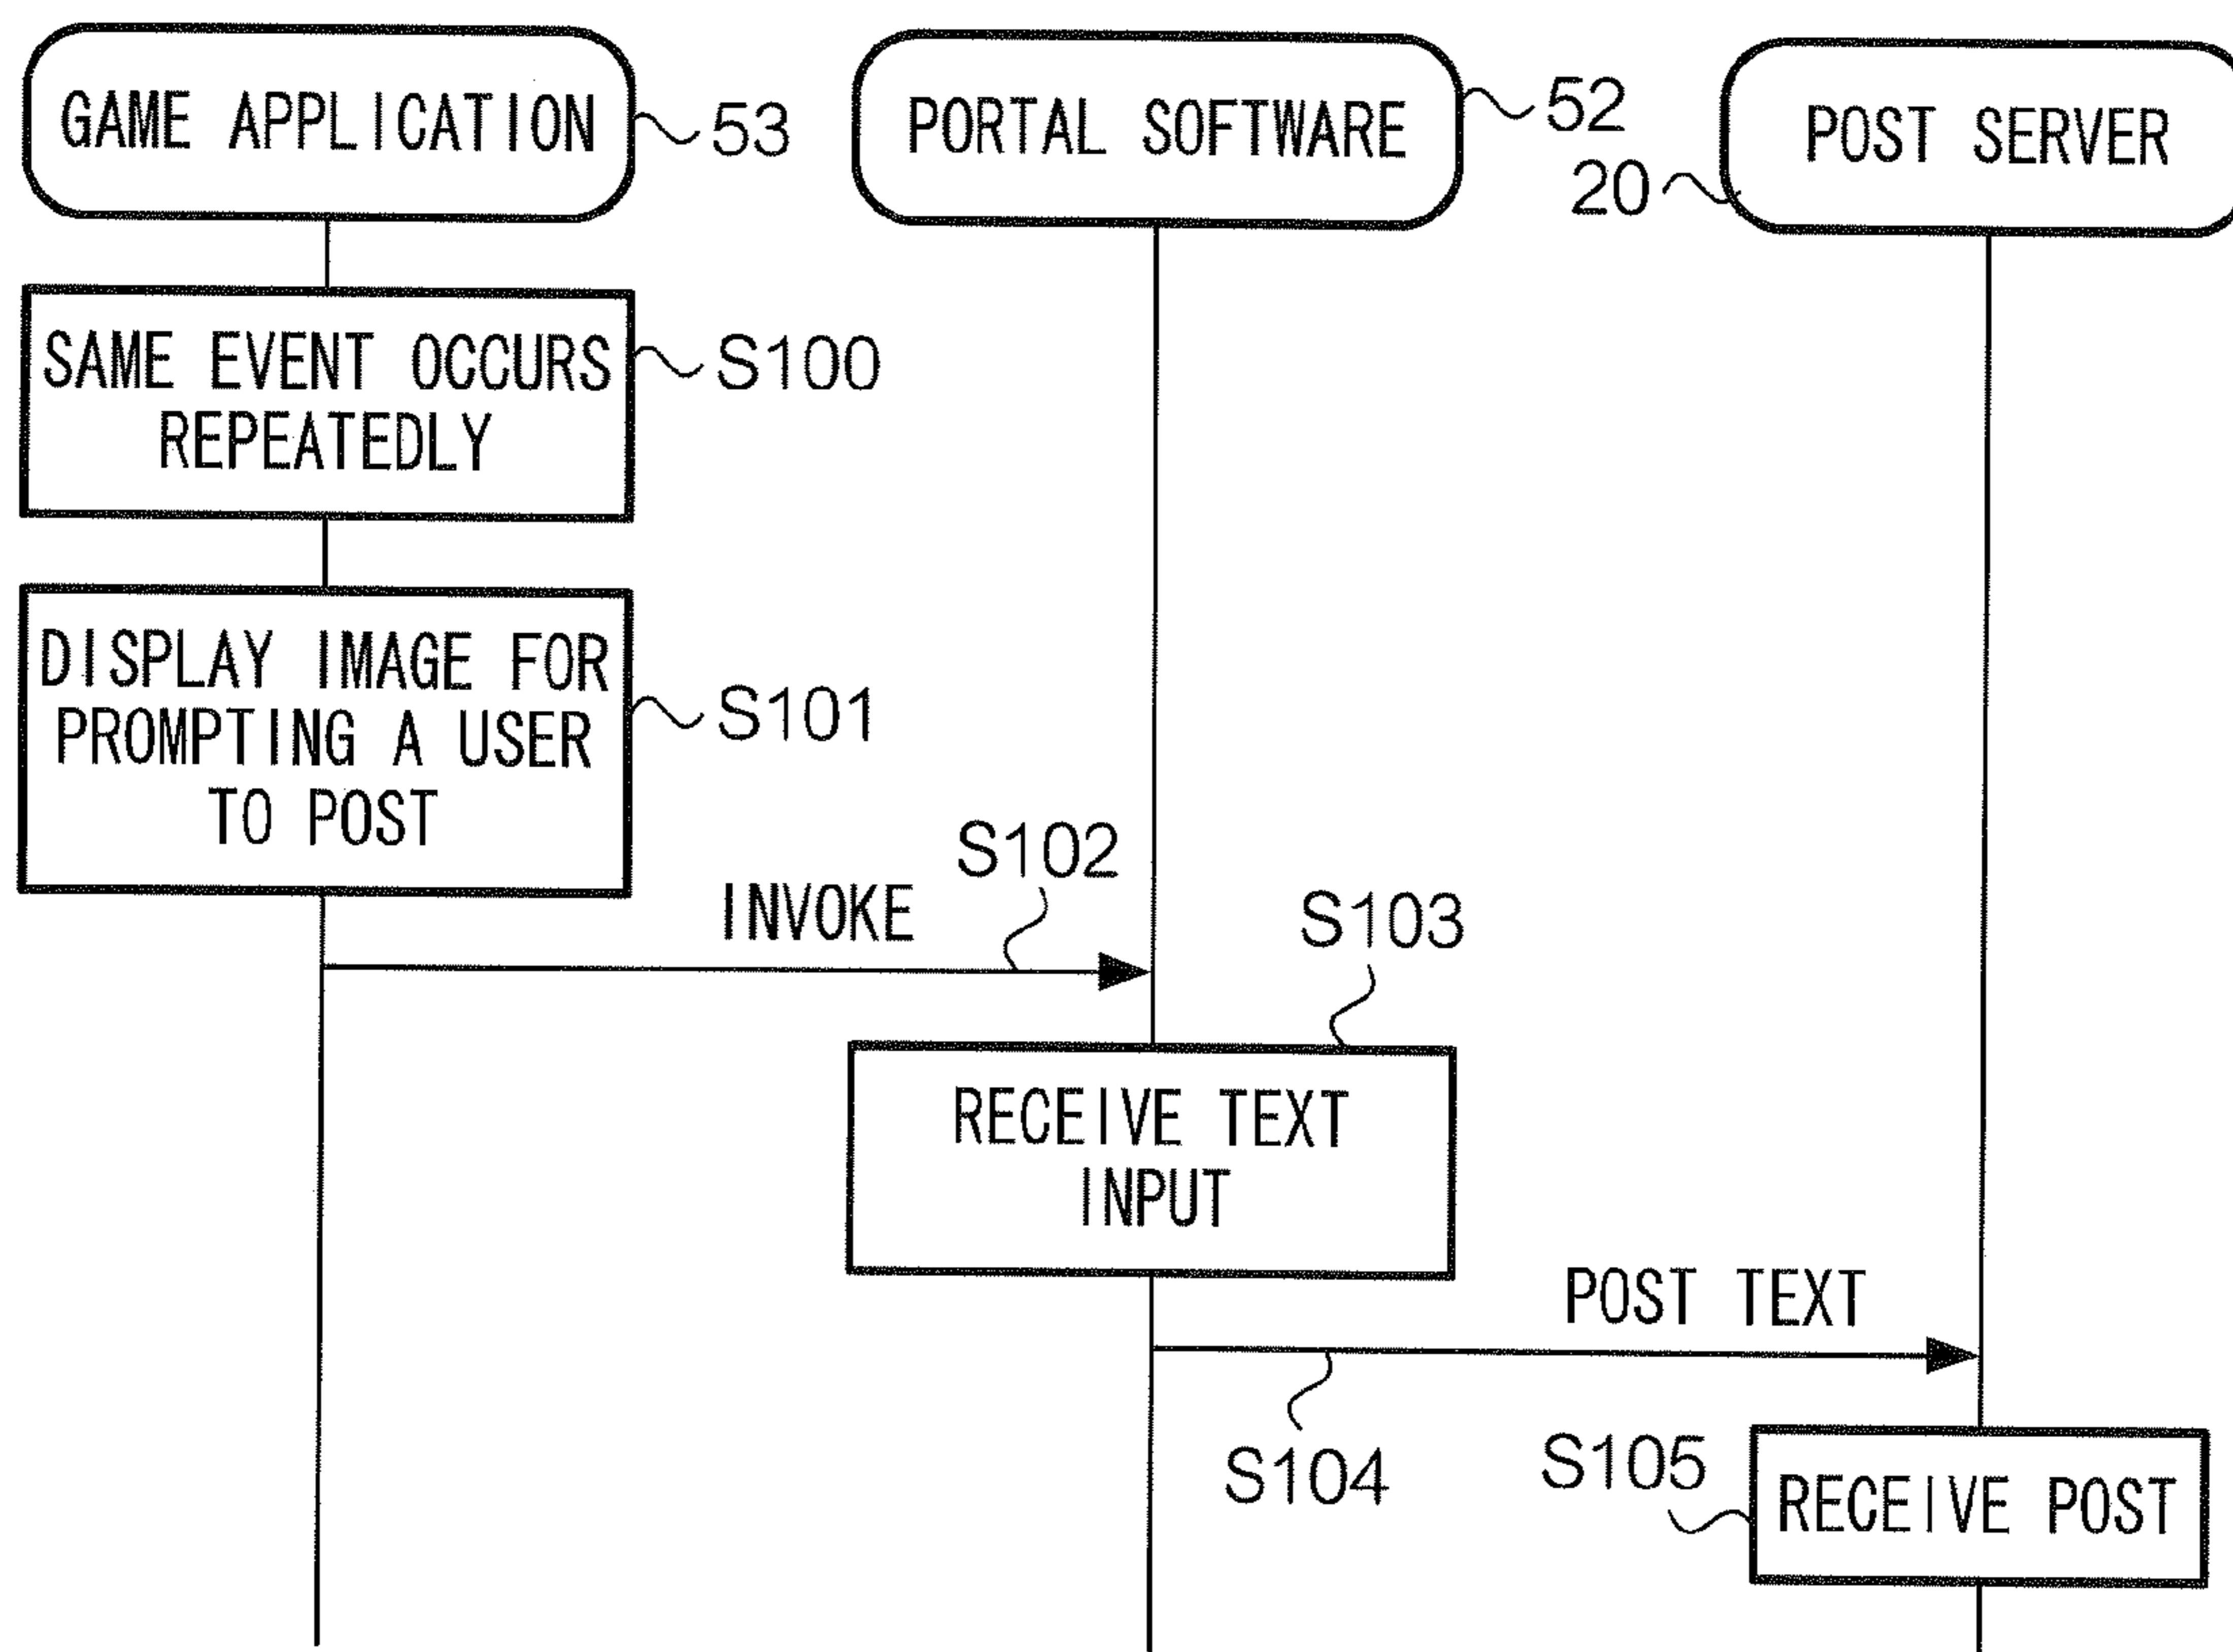 GAME APPLICATION
53
PORTAL SOFTWARE
52
POST SERVER
20
SAME EVENT OCCURS
REPEATEDLY
S100
DISPLAY IMAGE FOR
PROMPTING A USER
TO POST
S101
INVOKE
S102
S103
RECEIVE TEXT
INPUT
POST TEXT
S104
S105
RECEIVE POST